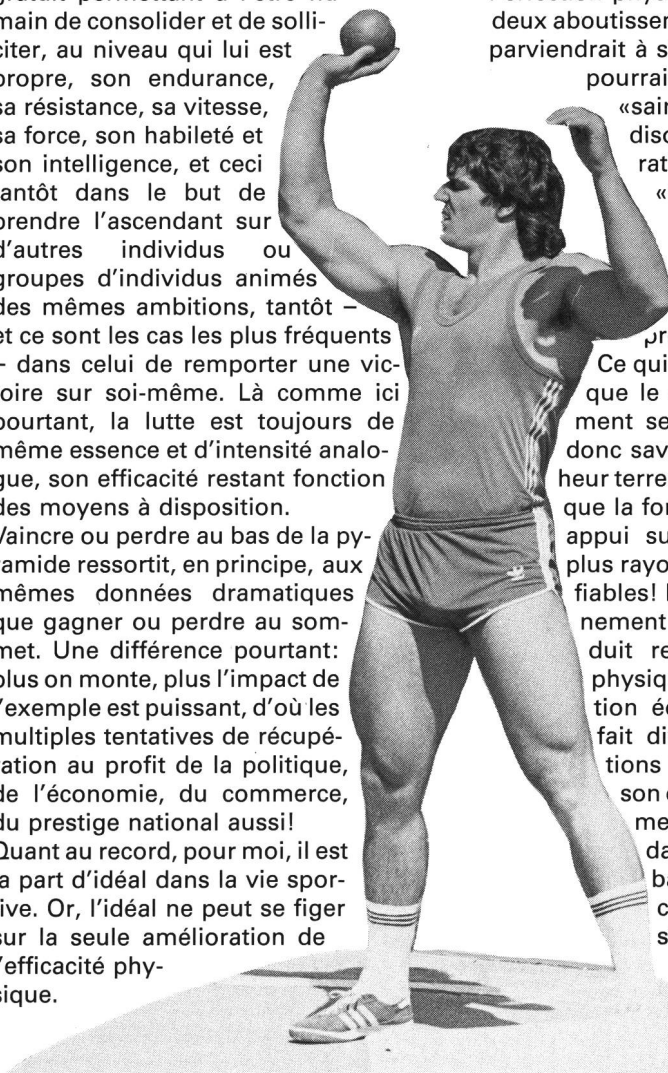 main de consolider et de solli-
citer, au niveau qui lui est
propre, son endurance,
sa résistance, sa vitesse,
sa force, son habileté et
son intelligence, et ceci
antôt dans le but de
prendre l'ascendant sur
d'autres individus ou
groupes d'individus animés
des mêmes ambitions, tantôt –
et ce sont les cas les plus fréquents
– dans celui de remporter une vic-
oire sur soi-même. Là comme ici
pourtant, la lutte est toujours de
même essence et d'intensité analo-
gue, son efficacité restant fonction
des moyens à disposition.
Vaincre ou perdre au bas de la py-
ramide ressortit, en principe, aux
mêmes données dramatiques
que gagner ou perdre au som-
met. Une différence pourtant:
plus on monte, plus l'impact de
l'exemple est puissant, d'où les
multiples tentatives de récupé-
ration au profit de la politique,
de l'économie, du commerce,
du prestige national aussi!
Quant au record, pour moi, il est
la part d'idéal dans la vie spor-
ive. Or, l'idéal ne peut se figer
sur la seule amélioration de
l'efficacité phy-
sique.
deux aboutissen
parviendrait à s
pourrai
«sain
disc
rat
«
pr
Ce qui
que le
ment se
donc sav
heur terre
que la for
appui su
plus rayo
fiables!
nement
duit re
physiq
tion é
fait di
tions
son
me
da
ba
c
s